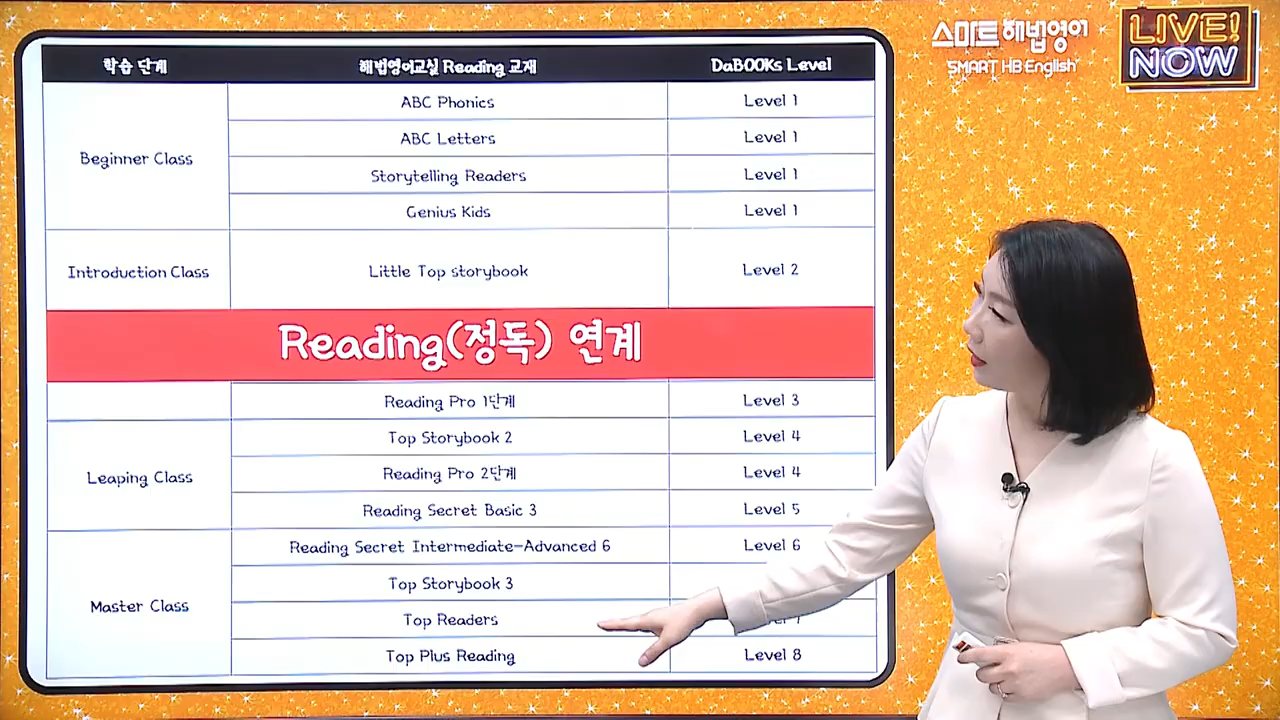 스마트 해법영어
SMART HB English
LIVE!
NOW
학습 단계 해법영어교실 Reading 교재 DaBOOKs Level
Beginner Class
ABC Phonics Level 1
ABC Letters Level 1
Storytelling Readers Level 1
Genius Kids Level 1
Introduction Class Little Top storybook Level 2
Reading(정독) 연계
Reading Pro 1단계 Level 3
Leaping Class
Top Storybook 2 Level 4
Reading Pro 2단계 Level 4
Reading Secret Basic 3 Level 5
Master Class
Reading Secret Intermediate-Advanced 6 Level 6
Top Storybook 3
Top Readers
Top Plus Reading Level 8